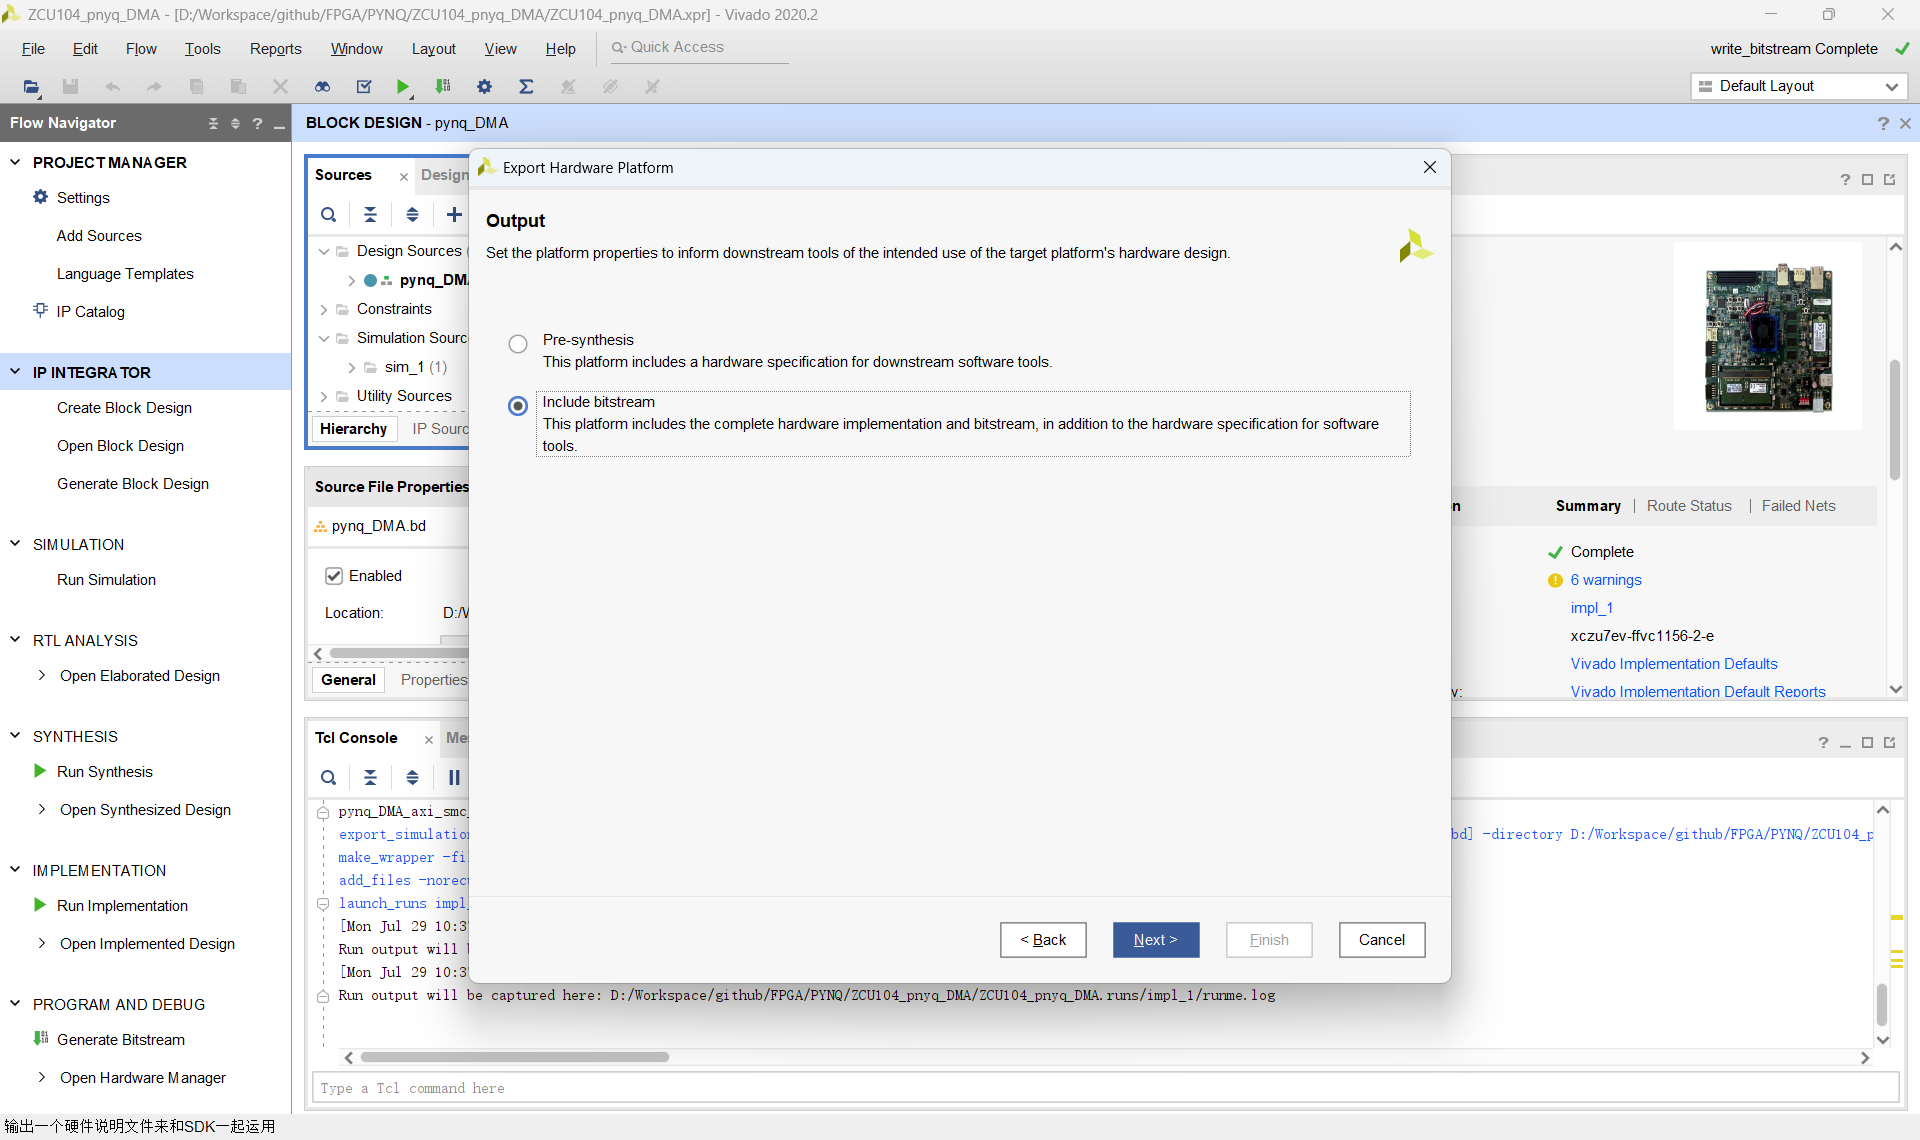 ZCU104_pnyq_DMA - [D:/Workspace/github/FPGA/PYNQ/ZCU104_pnyq_DMA/ZCU104_pnyq_DMA.xpr] - Vivado 2020.2
File Edit Flow Tools Reports Window Layout View Help Quick Access
write_bitstream Complete
Default Layout
Flow Navigator
BLOCK DESIGN - pynq_DMA
PROJECT MANAGER
Settings
Add Sources
Language Templates
IP Catalog
IP INTEGRATOR
Create Block Design
Open Block Design
Generate Block Design
SIMULATION
Run Simulation
RTL ANALYSIS
Open Elaborated Design
SYNTHESIS
Run Synthesis
Open Synthesized Design
IMPLEMENTATION
Run Implementation
Open Implemented Design
PROGRAM AND DEBUG
Generate Bitstream
Open Hardware Manager
Sources Design
Design Sources (
pynq_DMA
Constraints
Simulation Sourc
sim_1 (1)
Utility Sources
Hierarchy IP Sourc
Source File Properties
pynq_DMA.bd
Enabled
Location: D:/W
General Properties
Export Hardware Platform
Output
Set the platform properties to inform downstream tools of the intended use of the target platform's hardware design.
Pre-synthesis
This platform includes a hardware specification for downstream software tools.
Include bitstream
This platform includes the complete hardware implementation and bitstream, in addition to the hardware specification for software
tools.
< Back Next > Finish Cancel
n Summary | Route Status | Failed Nets
Complete
6 warnings
impl_1
xczu7ev-ffvc1156-2-e
Vivado Implementation Defaults
Vivado Implementation Default Reports
Tcl Console Me
pynq_DMA_axi_smc_
export_simulation bd] -directory D:/Workspace/github/FPGA/PYNQ/ZCU104_p
make_wrapper -fi
add_files -norecu
launch_runs impl_
[Mon Jul 29 10:3
Run output will b
[Mon Jul 29 10:3
Run output will be captured here: D:/Workspace/github/FPGA/PYNQ/ZCU104_pnyq_DMA/ZCU104_pnyq_DMA.runs/impl_1/runme.log
Type a Tcl command here
输出一个硬件说明文件来和SDK一起运用